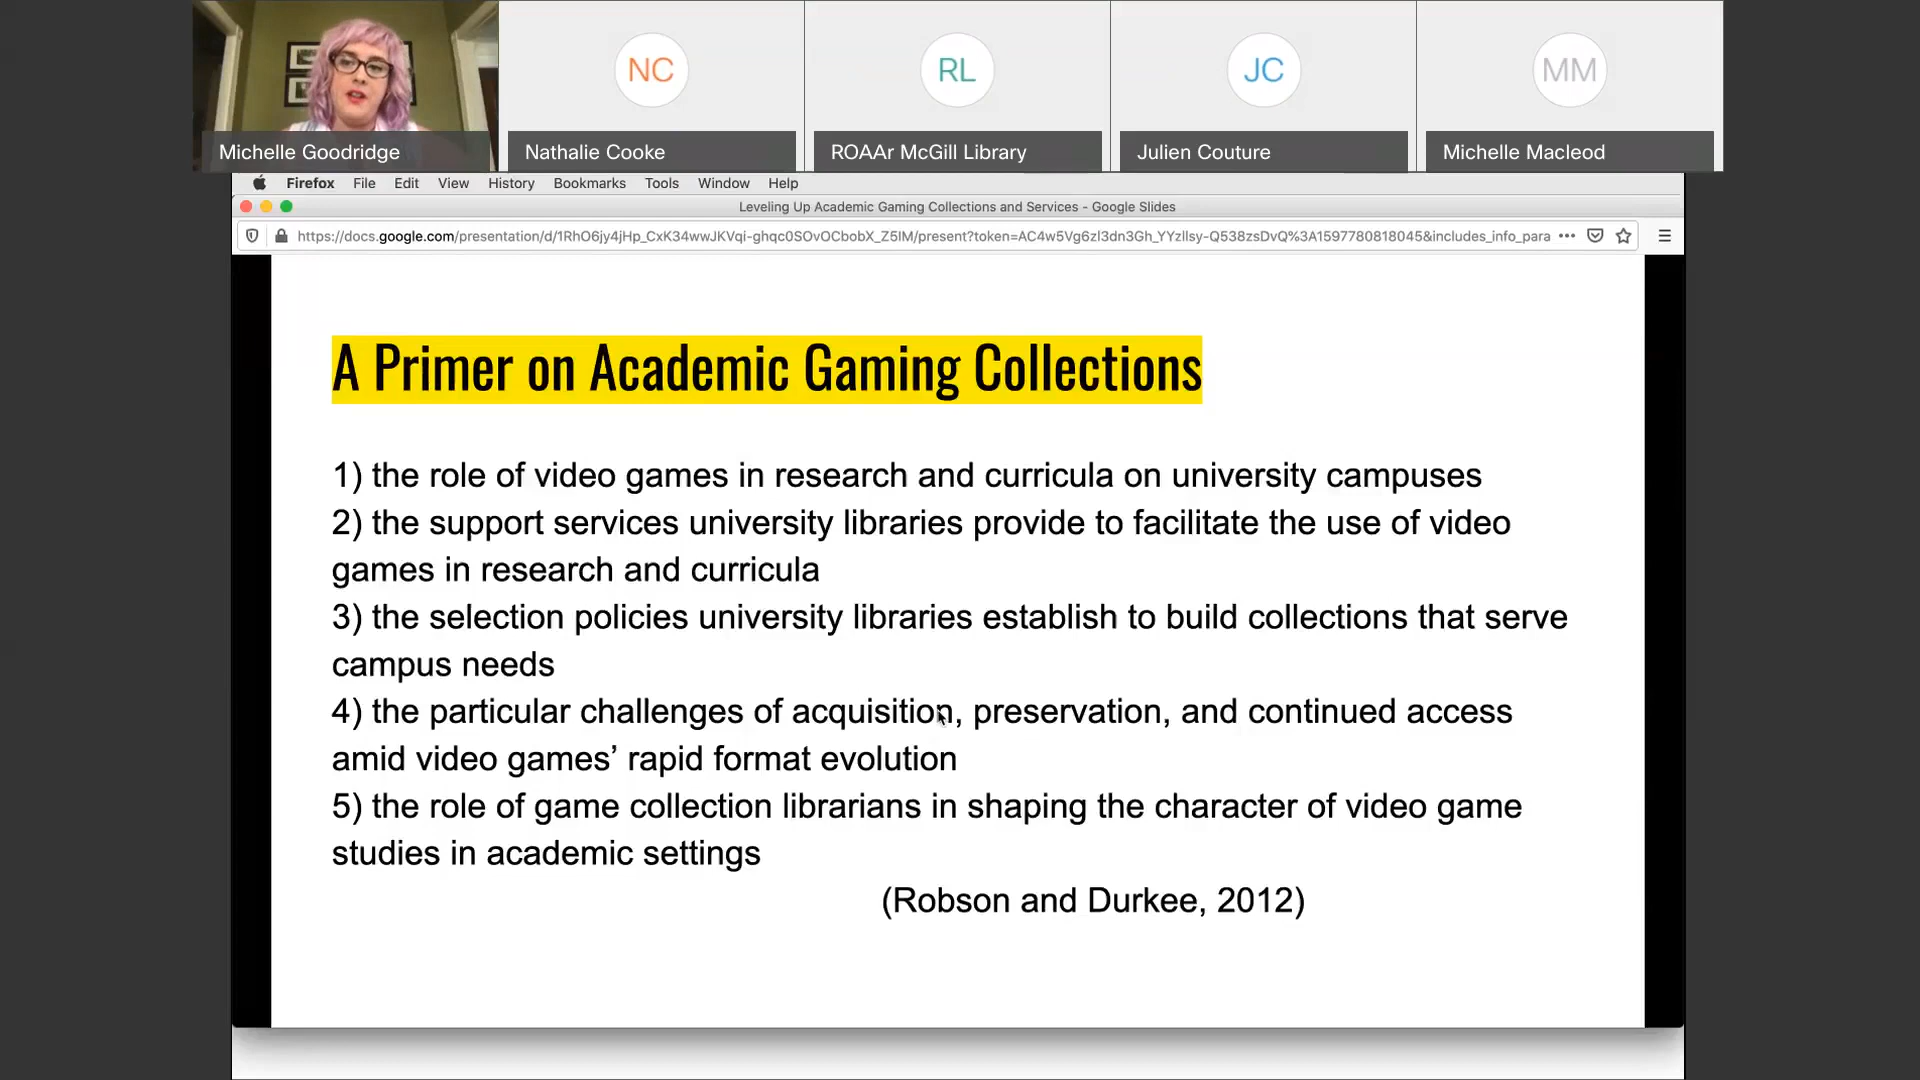 NC
RL
JC
MM
Michelle Goodridge
Nathalie Cooke
ROAAr McGill Library
Julien Couture
Michelle Macleod
Firefox File Edit View History Bookmarks Tools Window Help
Leveling Up Academic Gaming Collections and Services - Google Slides
https://docs.google.com/presentation/d/1RhO6jy4jHp_CxK34wwJKVqi-ghqc0SOvOCbobX_Z5IM/present?token=AC4w5Vg6zl3dn3Gh_YYzllsy-Q538zsDvQ%3A1597780818045&includes_info_para
A Primer on Academic Gaming Collections
1) the role of video games in research and curricula on university campuses
2) the support services university libraries provide to facilitate the use of video
games in research and curricula
3) the selection policies university libraries establish to build collections that serve
campus needs
4) the particular challenges of acquisition, preservation, and continued access
amid video games’ rapid format evolution
5) the role of game collection librarians in shaping the character of video game
studies in academic settings
(Robson and Durkee, 2012)